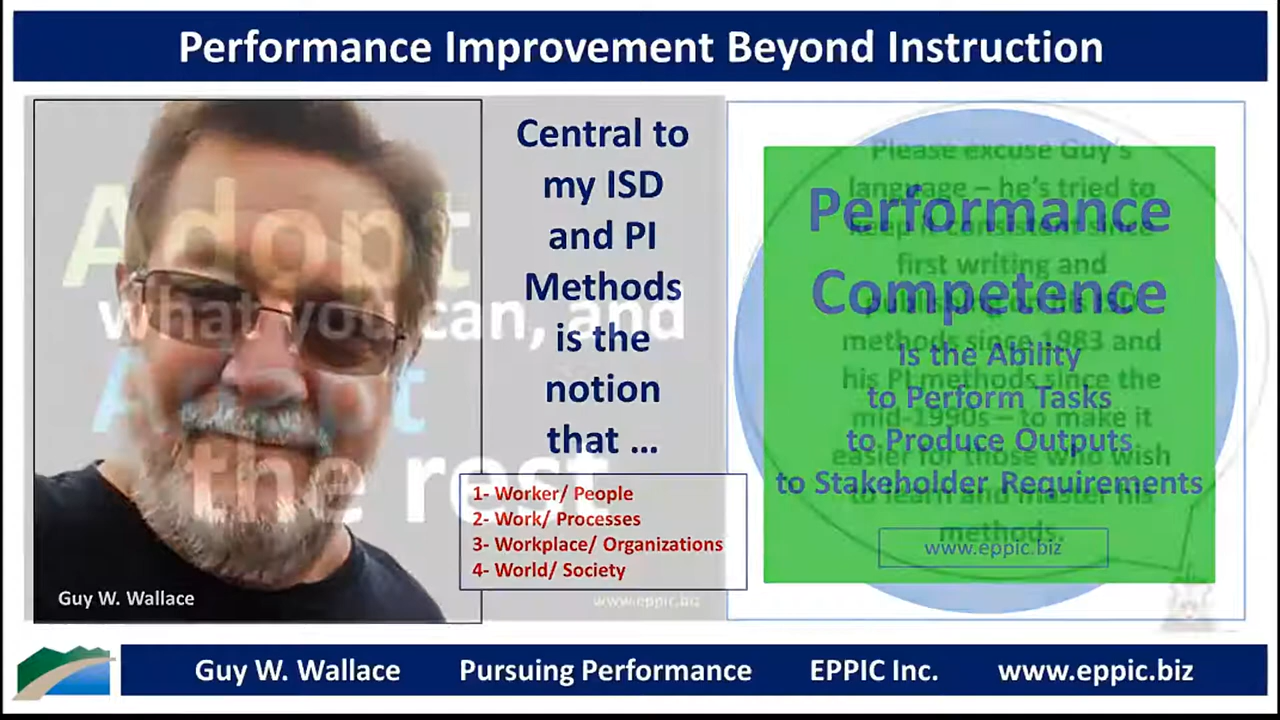 Performance Improvement Beyond Instruction
Adopt
what you can, and
Adapt
the rest
Guy W. Wallace
www.eppic.biz
Central to
my ISD
and PI
Methods
is the
notion
that ...
1- Worker/ People
2- Work/ Processes
3- Workplace/ Organizations
4- World/ Society
Performance
Competence
is the Ability
to Perform Tasks
to Produce Outputs
to Stakeholder Requirements
www.eppic.biz
Please excuse Guy's
language – he's tried to
keep it consistent since
first writing and
methods since 1983 and
his PI methods since the
mid-1990s – to make it
easier for those who wish
to learn and master his
methods.
Guy W. Wallace Pursuing Performance EPPIC Inc. www.eppic.biz